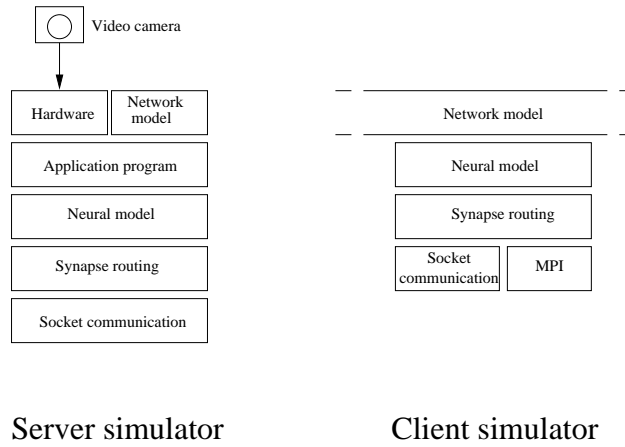 Video camera
Hardware
Network
model
Network model
Application program
Neural model
Neural model
Synapse routing
Synapse routing
Socket
communication
MPI
Socket communication
Server simulator
Client simulator